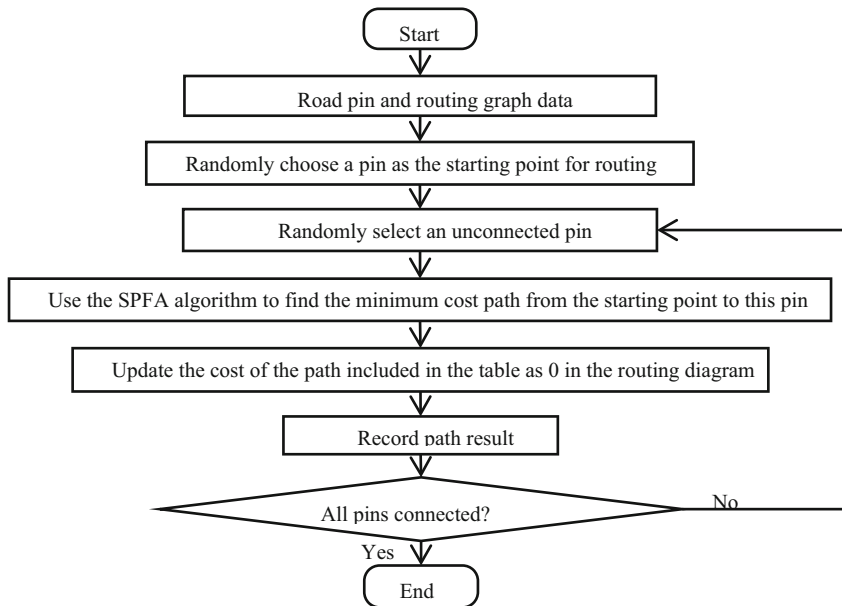 Start
Road pin and routing graph data
Randomly choose a pin as the starting point for routing
Randomly select an unconnected pin
Use the SPFA algorithm to find the minimum cost path from the starting point to this pin
Update the cost of the path included in the table as 0 in the routing diagram
Record path result
All pins connected?
No
Yes
End